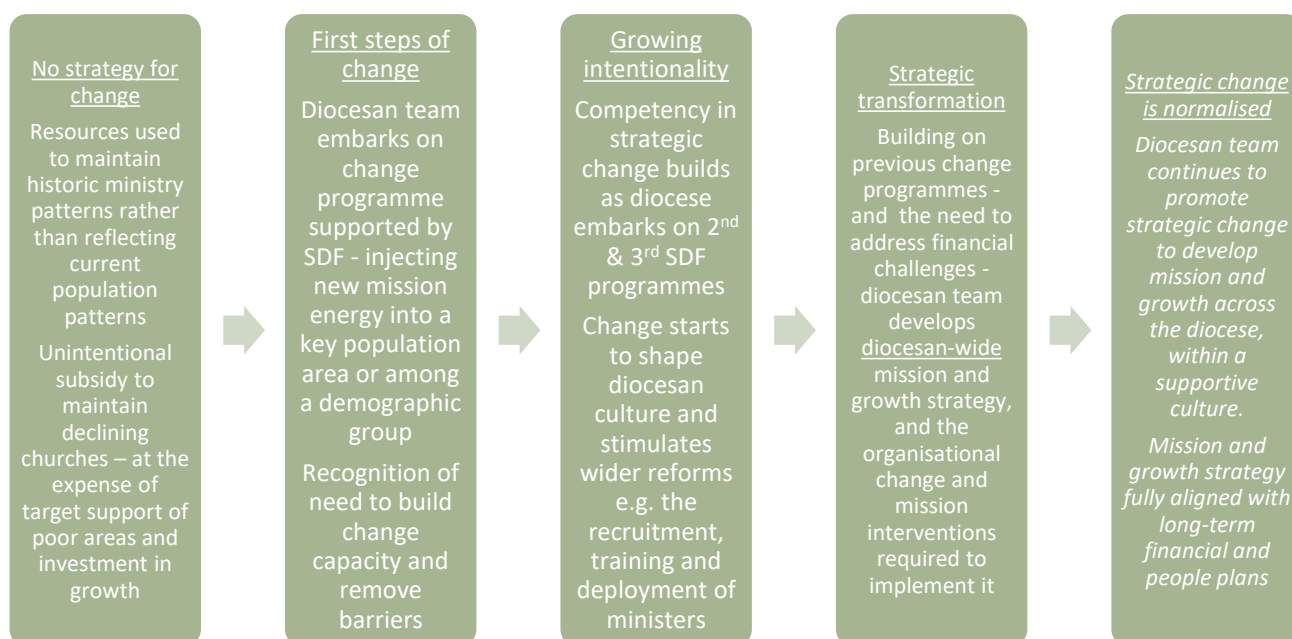 No strategy for
change
Resources used
to maintain
historic ministry
patterns rather
than reflecting
current
population
patterns
Unintentional
subsidy to
maintain
declining
churches – at the
expense of
target support of
poor areas and
investment in
growth
First steps of
change
Diocesan team
embarks on
change
programme
supported by
SDF - injecting
new mission
energy into a
key population
area or among
a demographic
group
Recognition of
need to build
change
capacity and
remove
barriers
Growing
intentionality
Competency in
strategic
change builds
as diocese
embarks on 2nd
& 3rd SDF
programmes
Change starts
to shape
diocesan
culture and
stimulates
wider reforms
e.g. the
recruitment,
training and
deployment of
ministers
Strategic
transformation
Building on
previous change
programmes -
and the need to
address financial
challenges -
diocesan team
develops
diocesan-wide
mission and
growth strategy,
and the
organisational
change and
mission
interventions
required to
implement it
Strategic change
is normalised
Diocesan team
continues to
promote
strategic change
to develop
mission and
growth across
the diocese,
within a
supportive
culture.
Mission and
growth strategy
fully aligned with
long-term
financial and
people plans